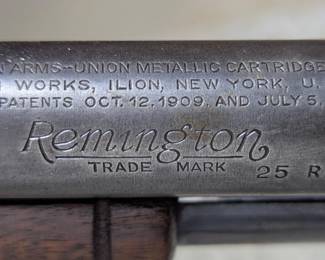 ARMS-UNION METALLIC CARTRIDGE
WORKS, ILION, NEW YORK, U.
PATENTS OCT. 12, 1909, AND JULY 5,
Remington
TRADE MARK 25 R